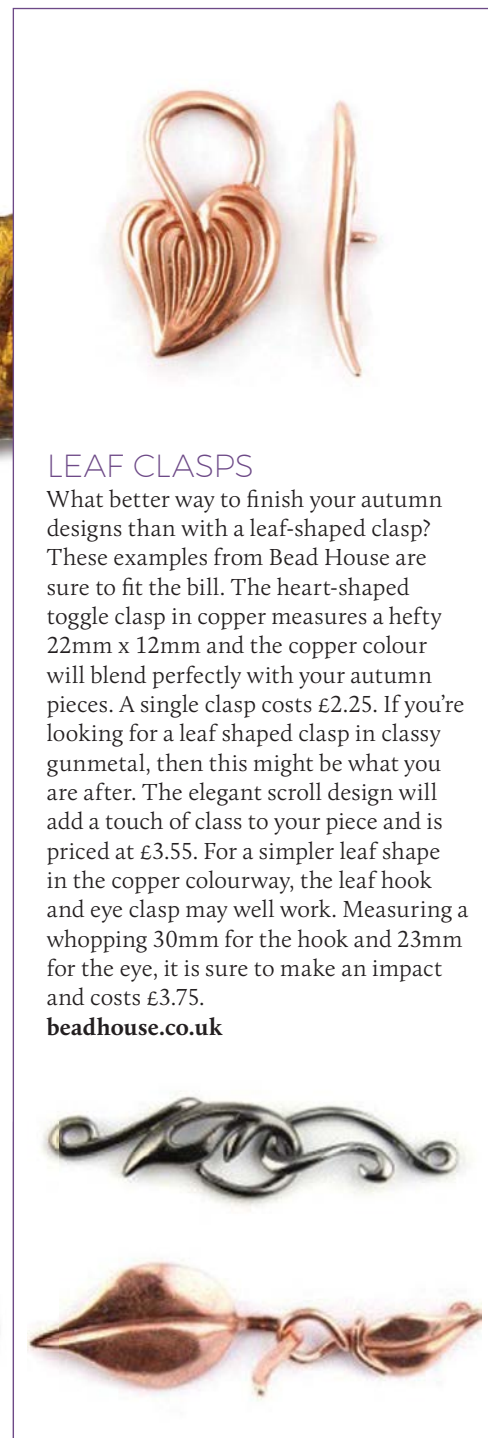 LEAF CLASPS
What better way to finish your autumn
designs than with a leaf-shaped clasp?
These examples from Bead House are
sure to fit the bill. The heart-shaped
toggle clasp in copper measures a hefty
22mm x 12mm and the copper colour
will blend perfectly with your autumn
pieces. A single clasp costs £2.25. If you’re
looking for a leaf shaped clasp in classy
gunmetal, then this might be what you
are after. The elegant scroll design will
add a touch of class to your piece and is
priced at £3.55. For a simpler leaf shape
in the copper colourway, the leaf hook
and eye clasp may well work. Measuring a
whopping 30mm for the hook and 23mm
for the eye, it is sure to make an impact
and costs £3.75.
beadhouse.co.uk